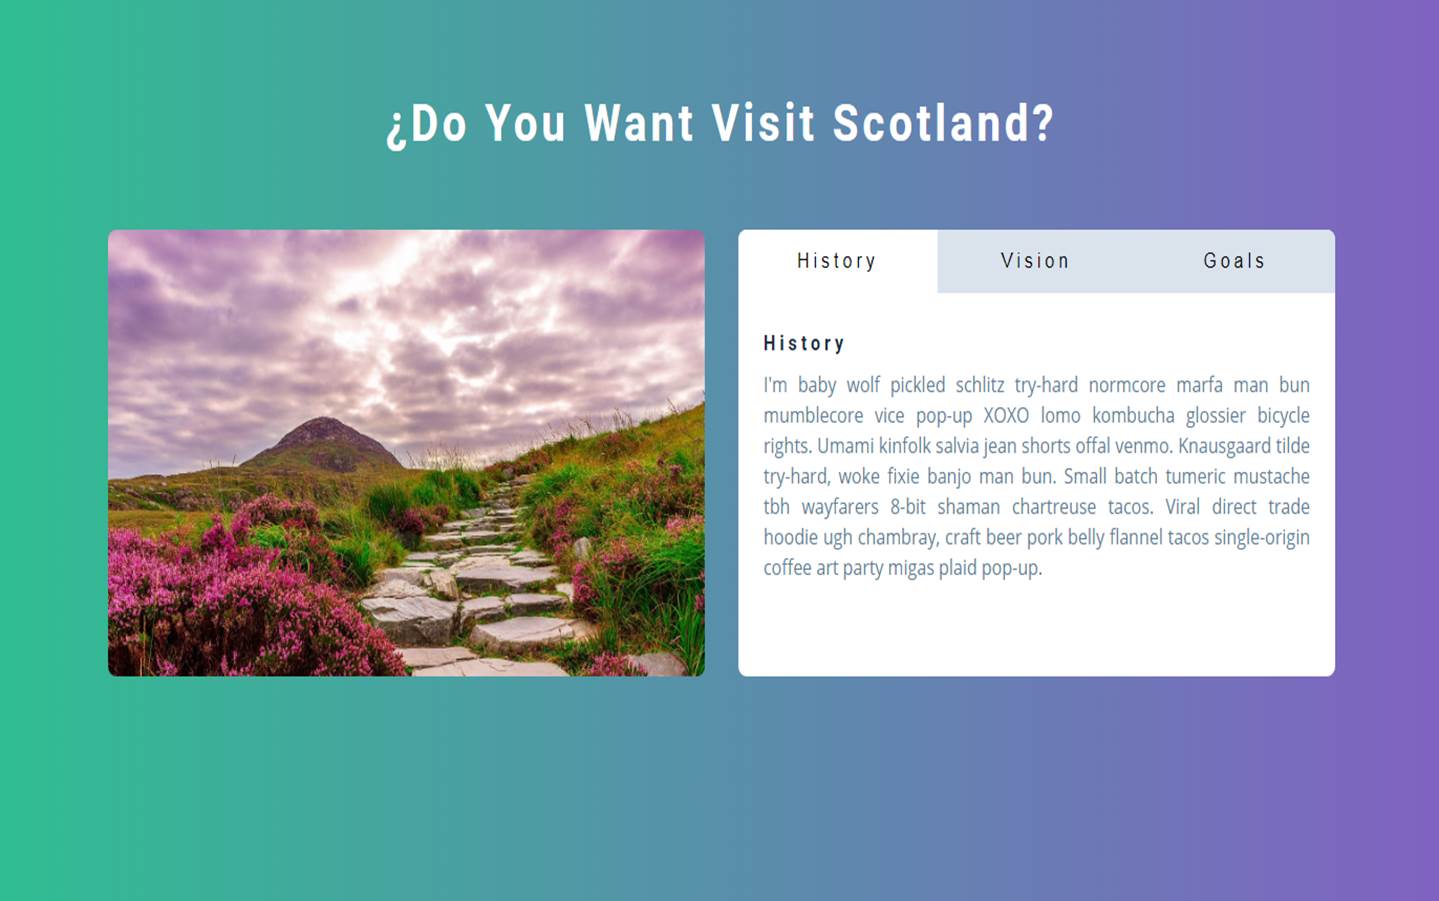 ¿Do You Want Visit Scotland?
History
Vision
Goals
History
I'm baby wolf pickled schlitz try-hard normcore marfa man bun
mumblecore vice pop-up XOXO lomo kombucha glossier bicycle
rights. Umami kinfolk salvia jean shorts offal venmo. Knausgaard tilde
try-hard, woke fixie banjo man bun. Small batch tumeric mustache
tbh wayfarers 8-bit shaman chartreuse tacos. Viral direct trade
hoodie ugh chambray, craft beer pork belly flannel tacos single-origin
coffee art party migas plaid pop-up.